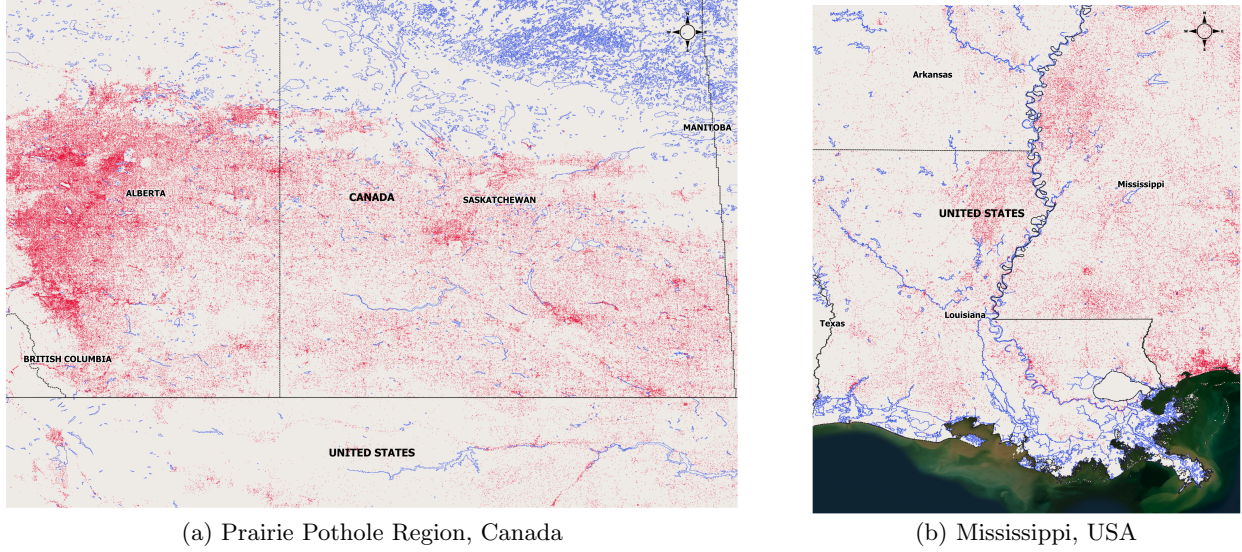 MANITOBA
ALBERTA
CANADA
SASKATCHEWAN
BRITISH COLUMBIA
UNITED STATES
(a) Prairie Pothole Region, Canada
Arkansas
Mississippi
UNITED STATES
Louisiana
Texas
(b) Mississippi, USA